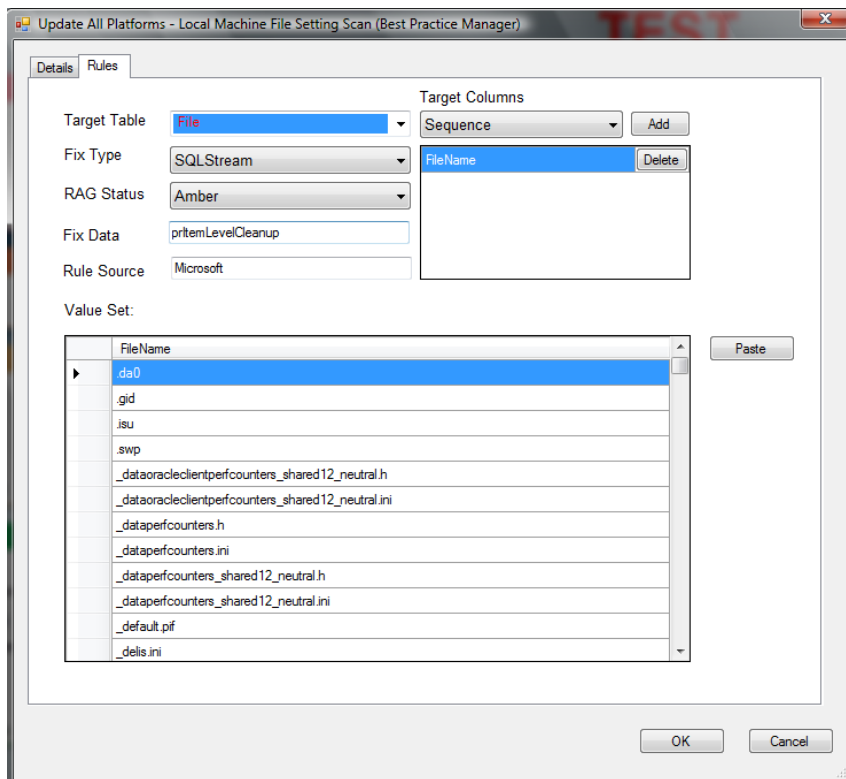 Update All Platforms - Local Machine File Setting Scan (Best Practice Manager)
TEST
Details Rules
Target Columns
Target Table File Sequence Add
Fix Type SQLStream FileName Delete
RAG Status Amber
Fix Data prItemLevelCleanup
Rule Source Microsoft
Value Set:
FileName Paste
.da0
.gid
.isu
.swp
_dataoracleclientperfcounters_shared12_neutral.h
_dataoracleclientperfcounters_shared12_neutral.ini
_dataperfcounters.h
_dataperfcounters.ini
_dataperfcounters_shared12_neutral.h
_dataperfcounters_shared12_neutral.ini
_default.pif
_delis.ini
OK Cancel